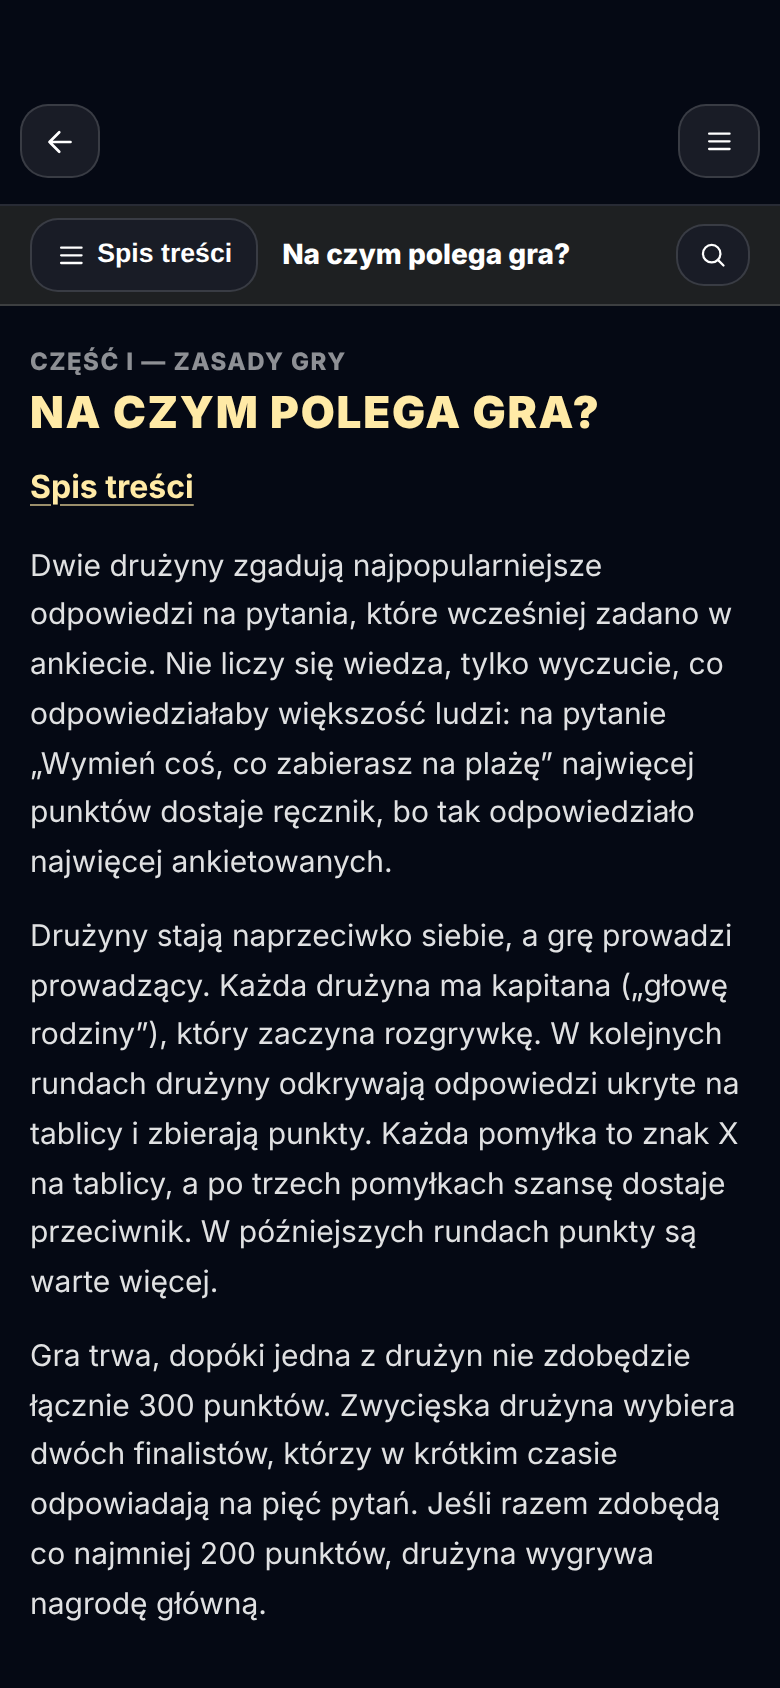 Spis treści
Na czym polega gra?
CZĘŚĆ I — ZASADY GRY
NA CZYM POLEGA GRA?
Spis treści
Dwie drużyny zgadują najpopularniejsze
odpowiedzi na pytania, które wcześniej zadano w
ankiecie. Nie liczy się wiedza, tylko wyczucie, co
odpowiedziałaby większość ludzi: na pytanie
„Wymień coś, co zabierasz na plażę” najwięcej
punktów dostaje ręcznik, bo tak odpowiedziało
najwięcej ankietowanych.
Drużyny stają naprzeciwko siebie, a grę prowadzi
prowadzący. Każda drużyna ma kapitana („głowę
rodziny”), który zaczyna rozgrywkę. W kolejnych
rundach drużyny odkrywają odpowiedzi ukryte na
tablicy i zbierają punkty. Każda pomyłka to znak X
na tablicy, a po trzech pomyłkach szansę dostaje
przeciwnik. W późniejszych rundach punkty są
warte więcej.
Gra trwa, dopóki jedna z drużyn nie zdobędzie
łącznie 300 punktów. Zwycięska drużyna wybiera
dwóch finalistów, którzy w krótkim czasie
odpowiadają na pięć pytań. Jeśli razem zdobędą
co najmniej 200 punktów, drużyna wygrywa
nagrodę główną.